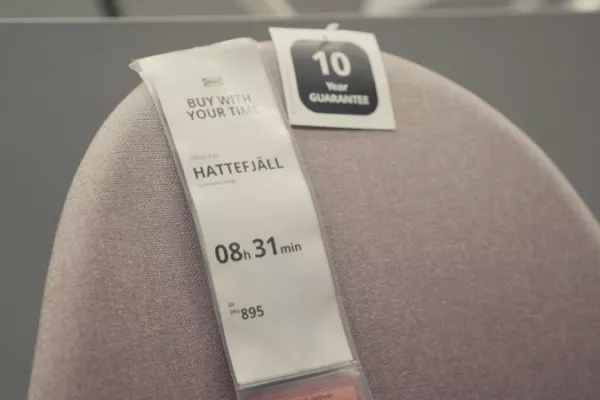 BUY WITH
YOUR TIME
HATTEFJÄLL
08h 31min
895
10
Year
GUARANTEE